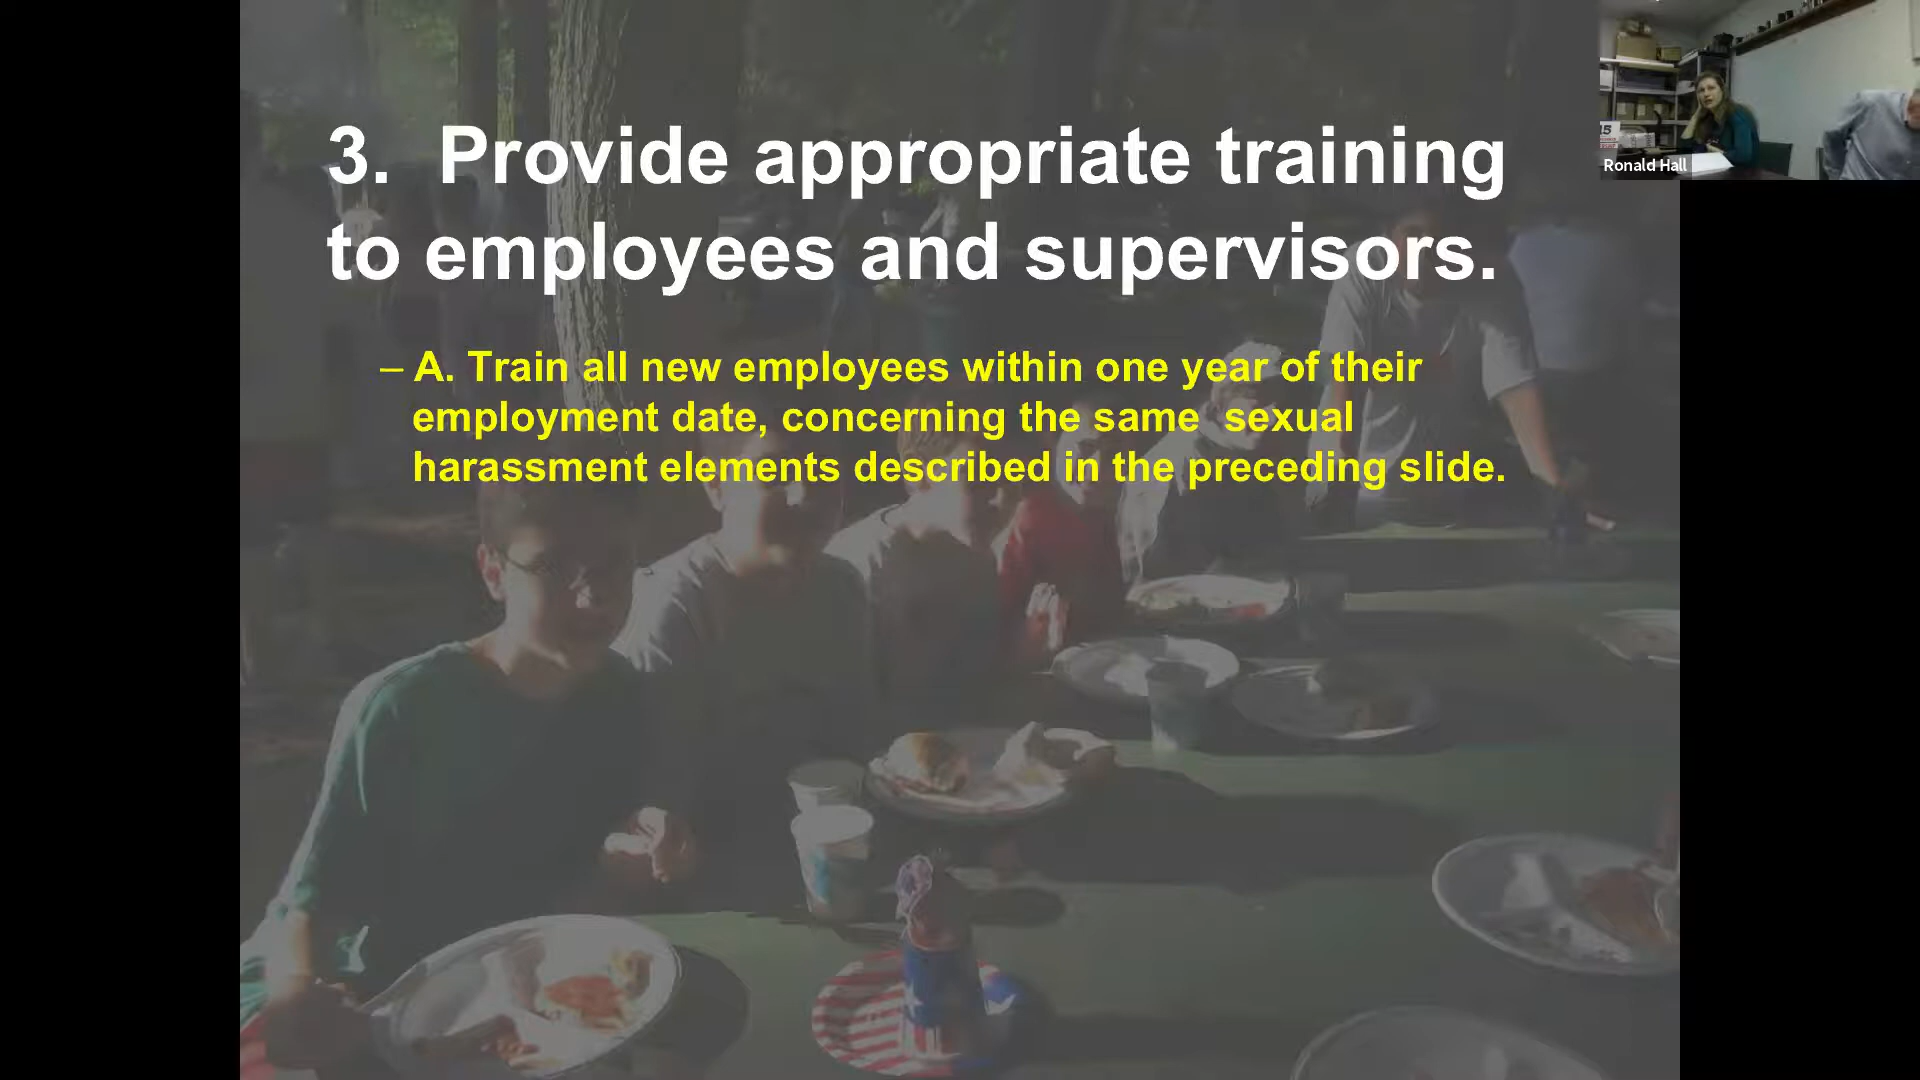 3.  Provide appropriate training
to employees and supervisors.
– A. Train all new employees within one year of their
employment date, concerning the same  sexual
harassment elements described in the preceding slide.
15
Ronald Hall